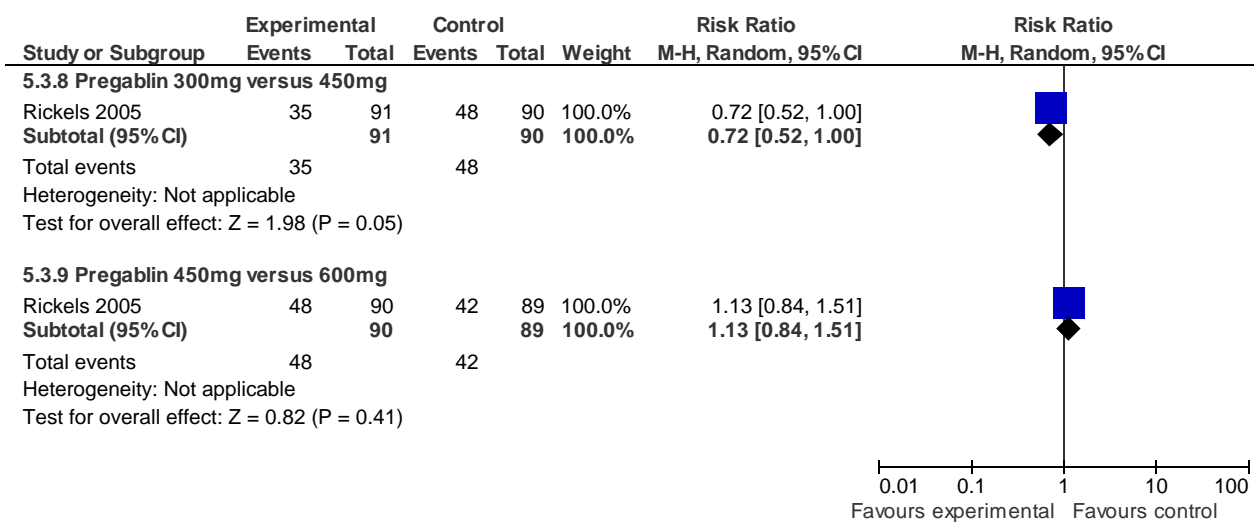 Experimental Control Risk Ratio Risk Ratio
Study or Subgroup Events Total Events Total Weight M-H, Random, 95% CI M-H, Random, 95% CI
5.3.8 Pregablin 300mg versus 450mg
Rickels 2005 35 91 48 90 100.0% 0.72 [0.52, 1.00]
Subtotal (95% CI) 91 90 100.0% 0.72 [0.52, 1.00]
Total events 35 48
Heterogeneity: Not applicable
Test for overall effect: Z = 1.98 (P = 0.05)
5.3.9 Pregablin 450mg versus 600mg
Rickels 2005 48 90 42 89 100.0% 1.13 [0.84, 1.51]
Subtotal (95% CI) 90 89 100.0% 1.13 [0.84, 1.51]
Total events 48 42
Heterogeneity: Not applicable
Test for overall effect: Z = 0.82 (P = 0.41)
0.01 0.1 1 10 100
Favours experimental Favours control